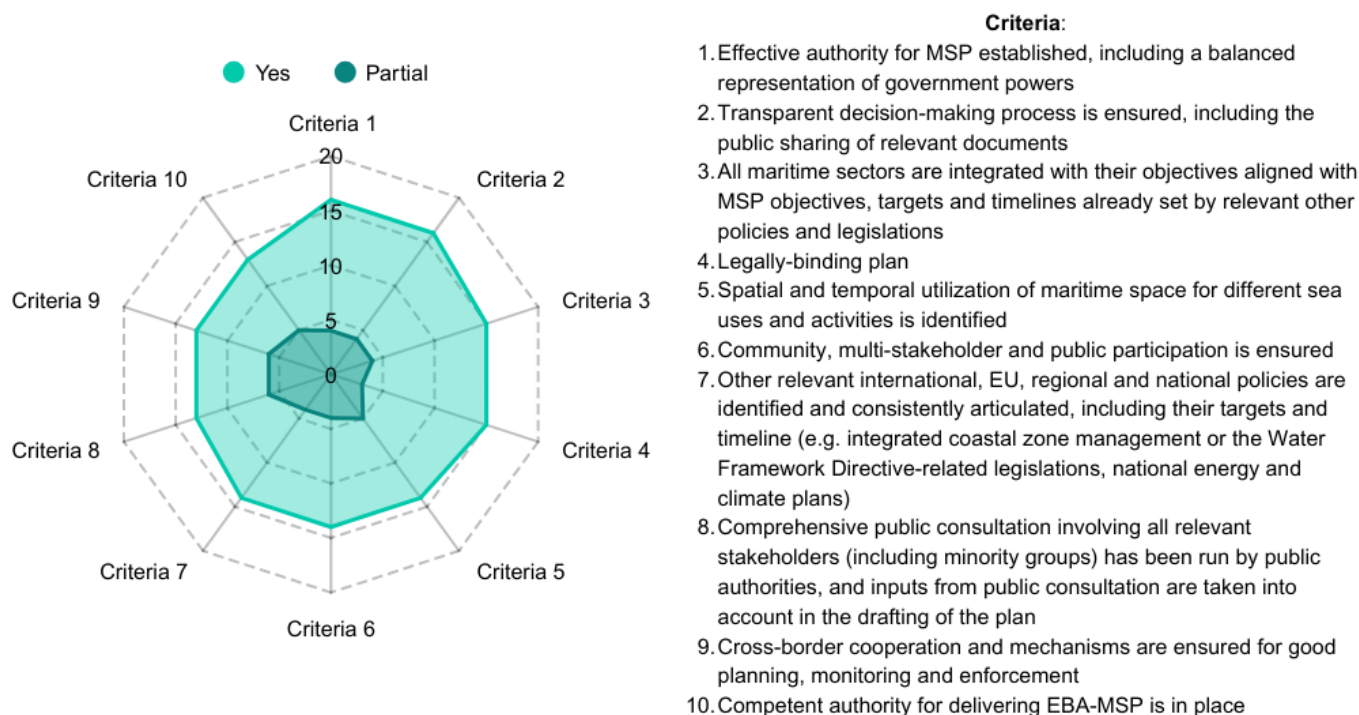 Yes Partial
Criteria 1
Criteria 2
Criteria 3
Criteria 4
Criteria 5
Criteria 6
Criteria 7
Criteria 8
Criteria 9
Criteria 10
20
15
10
5
0
Criteria:
1. Effective authority for MSP established, including a balanced
representation of government powers
2. Transparent decision-making process is ensured, including the
public sharing of relevant documents
3. All maritime sectors are integrated with their objectives aligned with
MSP objectives, targets and timelines already set by relevant other
policies and legislations
4. Legally-binding plan
5. Spatial and temporal utilization of maritime space for different sea
uses and activities is identified
6. Community, multi-stakeholder and public participation is ensured
7. Other relevant international, EU, regional and national policies are
identified and consistently articulated, including their targets and
timeline (e.g. integrated coastal zone management or the Water
Framework Directive-related legislations, national energy and
climate plans)
8. Comprehensive public consultation involving all relevant
stakeholders (including minority groups) has been run by public
authorities, and inputs from public consultation are taken into
account in the drafting of the plan
9. Cross-border cooperation and mechanisms are ensured for good
planning, monitoring and enforcement
10. Competent authority for delivering EBA-MSP is in place